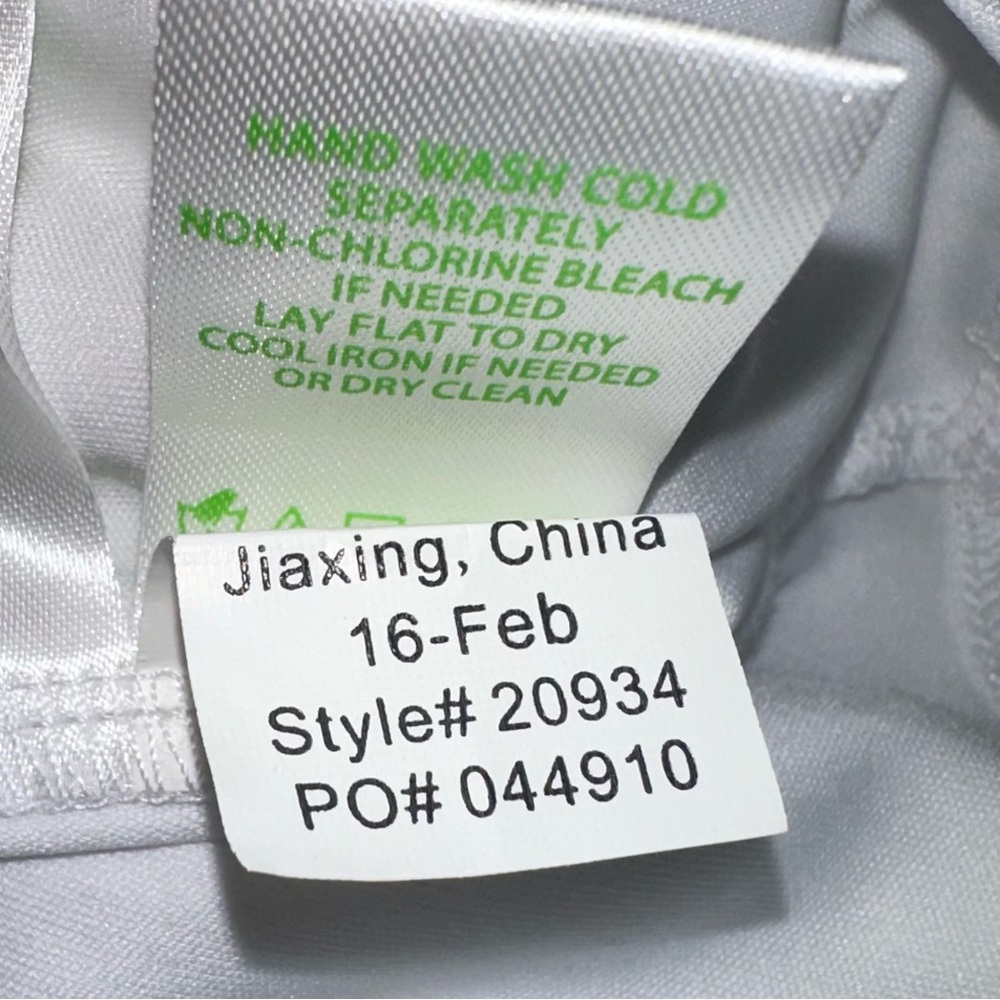 HAND WASH COLD
SEPARATELY
NON-CHLORINE BLEACH
IF NEEDED
LAY FLAT TO DRY
COOL IRON IF NEEDED
OR DRY CLEAN
Jiaxing, China
16-Feb
Style# 20934
PO# 044910